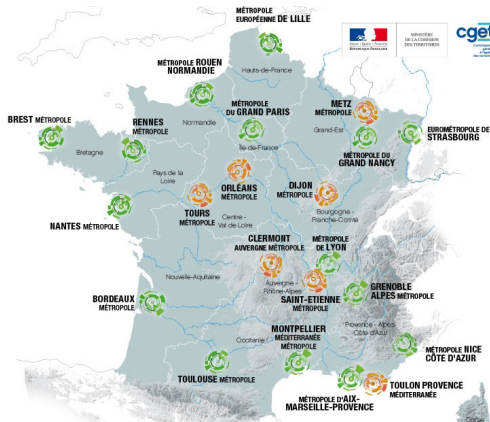 MÉTROPOLE
EUROPÉENNE DE LILLE
MINISTÈRE
DE LA COHÉSION
DES TERRITOIRES
cget
Hauts-de-France
MÉTROPOLE ROUEN
NORMANDIE
MÉTROPOLE
DU GRAND PARIS
METZ
MÉTROPOLE
BREST MÉTROPOLE
RENNES
MÉTROPOLE
Normandie
Île-de-France
Grand-Est
EUROMÉTROPOLE DE
STRASBOURG
Bretagne
MÉTROPOLE DU
GRAND NANCY
Pays de la
Loire
ORLÉANS
MÉTROPOLE
DIJON
MÉTROPOLE
NANTES MÉTROPOLE
TOURS
MÉTROPOLE
Centre -
Val de Loire
Bourgogne -
Franche-Comté
CLERMONT
AUVERGNE MÉTROPOLE
MÉTROPOLE
DE LYON
Nouvelle-Aquitaine
Auvergne -
Rhône-Alpes
GRENOBLE
ALPES MÉTROPOLE
BORDEAUX
MÉTROPOLE
SAINT-ETIENNE
MÉTROPOLE
Provence - Alpes
Côte d'Azur
MONTPELLIER
MÉDITERRANÉE
MÉTROPOLE
Occitanie
MÉTROPOLE NICE
CÔTE D'AZUR
TOULOUSE MÉTROPOLE
MÉTROPOLE D'AIX-
MARSEILLE-PROVENCE
TOULON PROVENCE
MÉDITERRANÉE